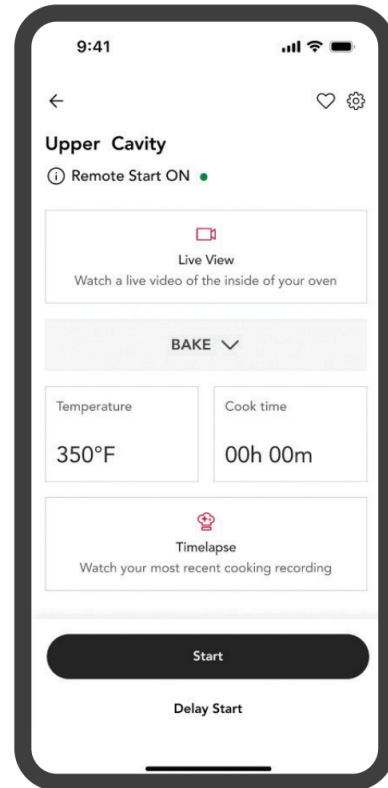 9:41
Upper Cavity
Remote Start ON
Live View
Watch a live video of the inside of your oven
BAKE
Temperature
350°F
Cook time
00h 00m
Timelapse
Watch your most recent cooking recording
Start
Delay Start